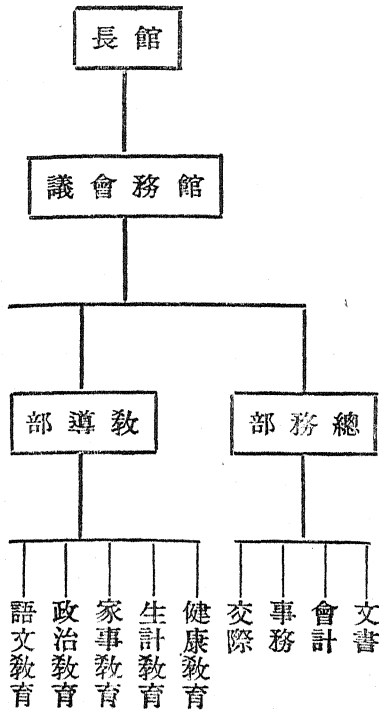 館長
館務會議
總務部
教導部
文書
會計
事務
交際
健康教育
生計教育
家事教育
政治教育
語文教育